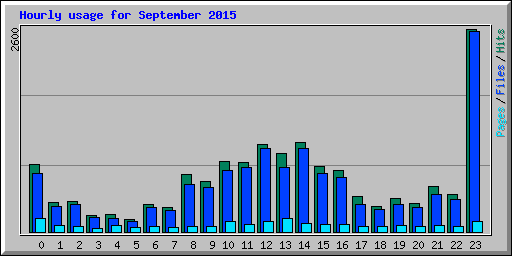 Hourly usage for September 2015
2600
Pages/Files/Hits
0 1 2 3 4 5 6 7 8 9 10 11 12 13 14 15 16 17 18 19 20 21 22 23